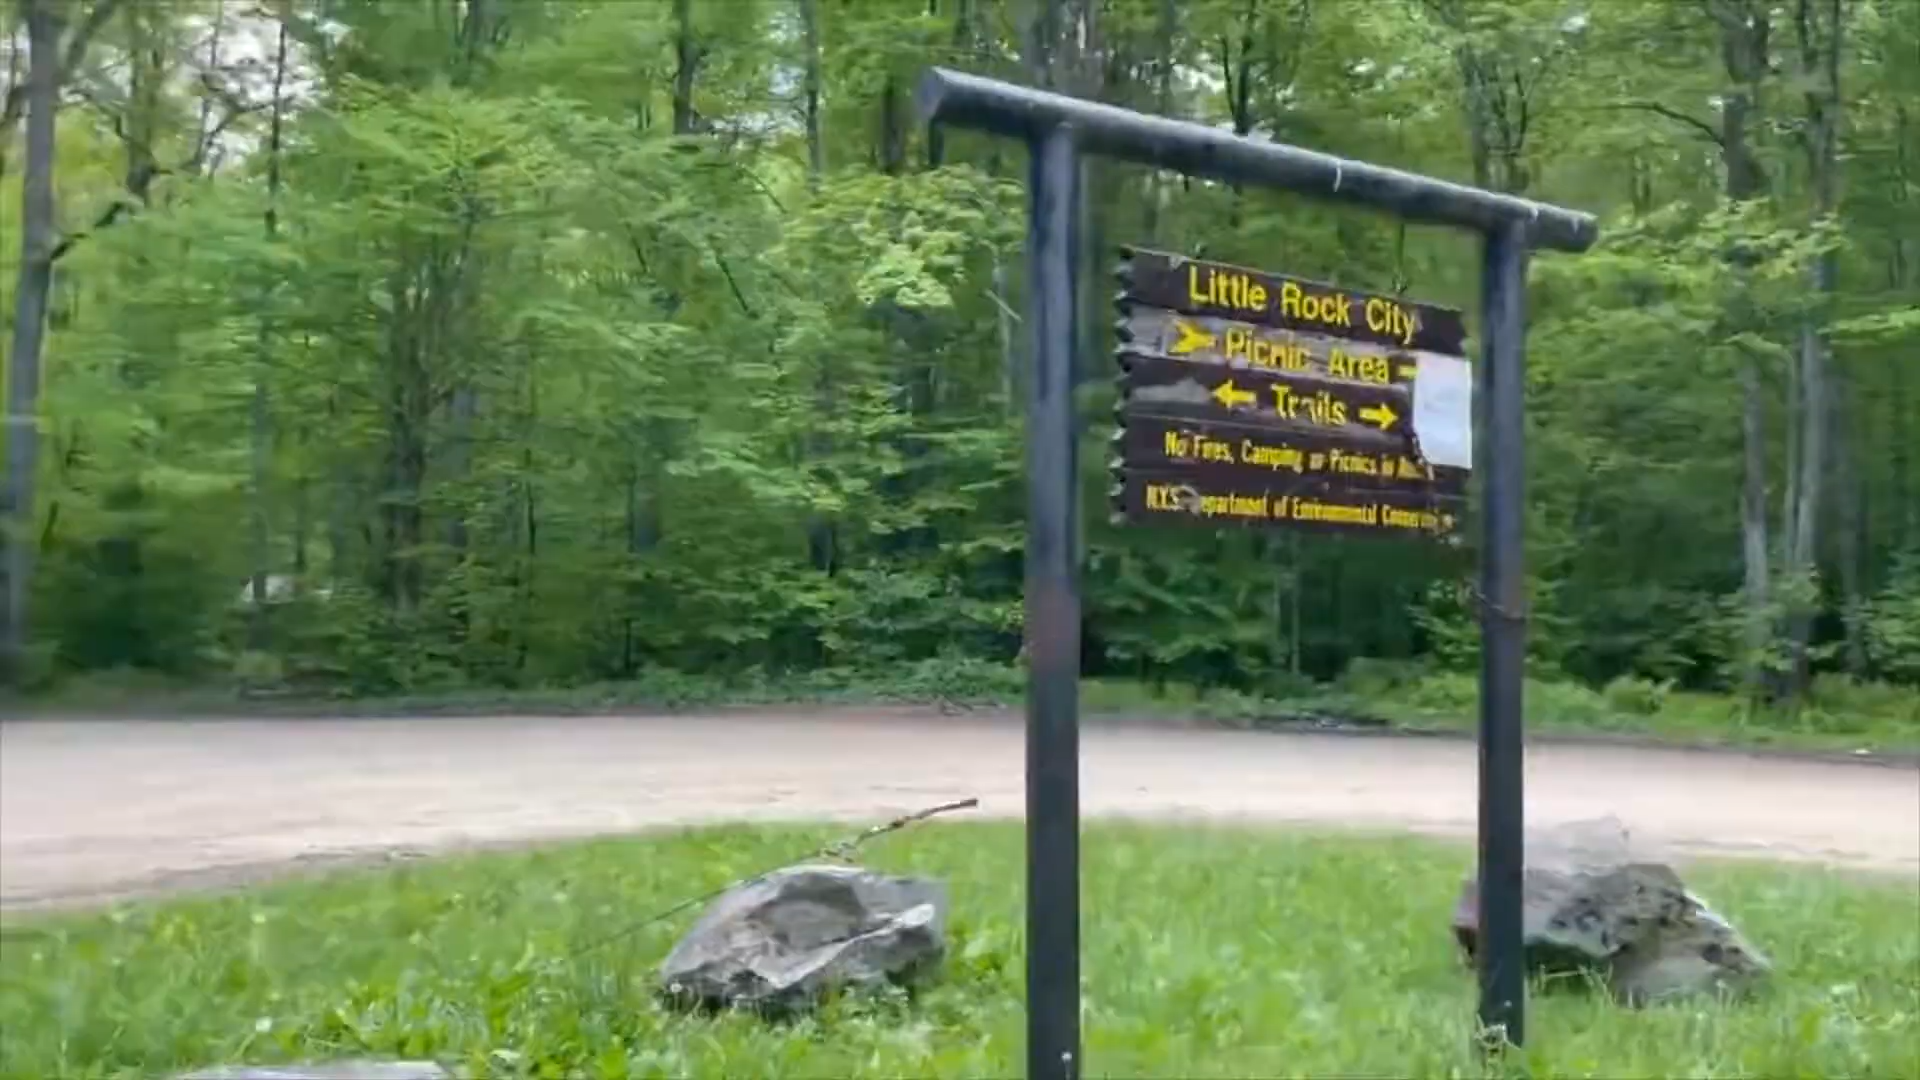 Little Rock City
Picnic Area
Trails
No Fires, Camping or Picnics in
N.Y.S. Department of Environmental